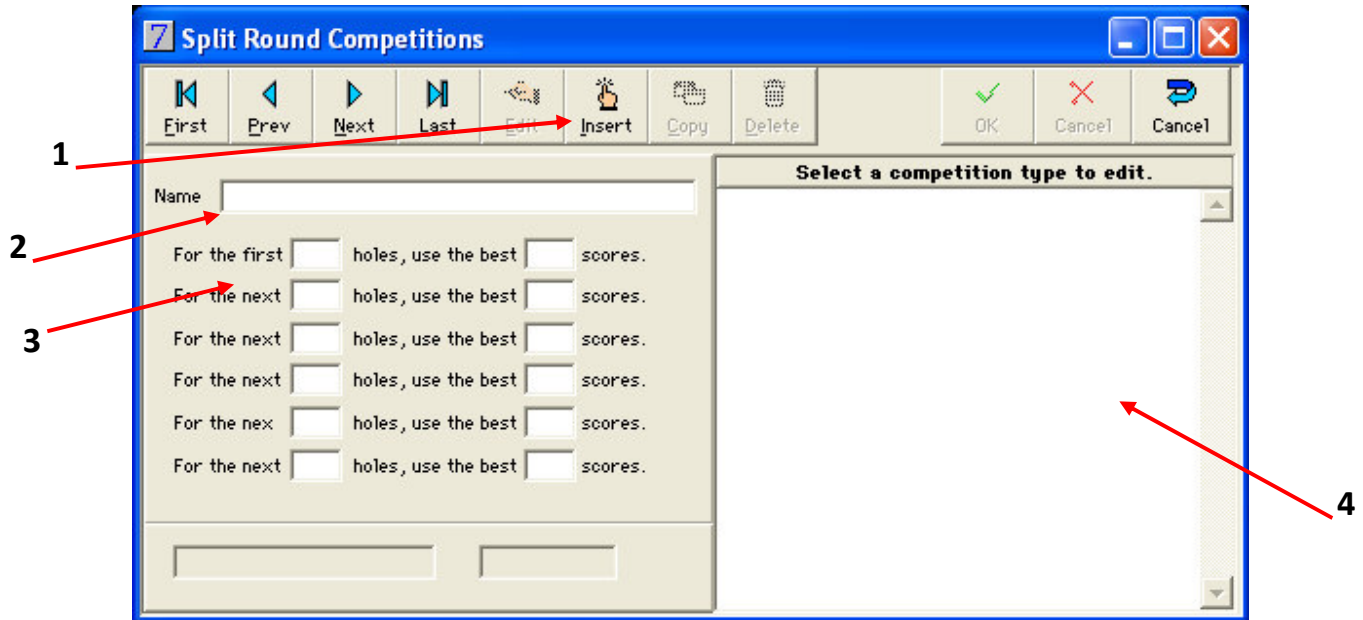 7 Split Round Competitions
First Prev Next Last Edit Insert Copy Delete OK Cancel Cancel
1
Select a competition type to edit.
Name
2
For the first holes, use the best scores.
For the next holes, use the best scores.
3
For the next holes, use the best scores.
For the next holes, use the best scores.
For the nex holes, use the best scores.
For the next holes, use the best scores.
4